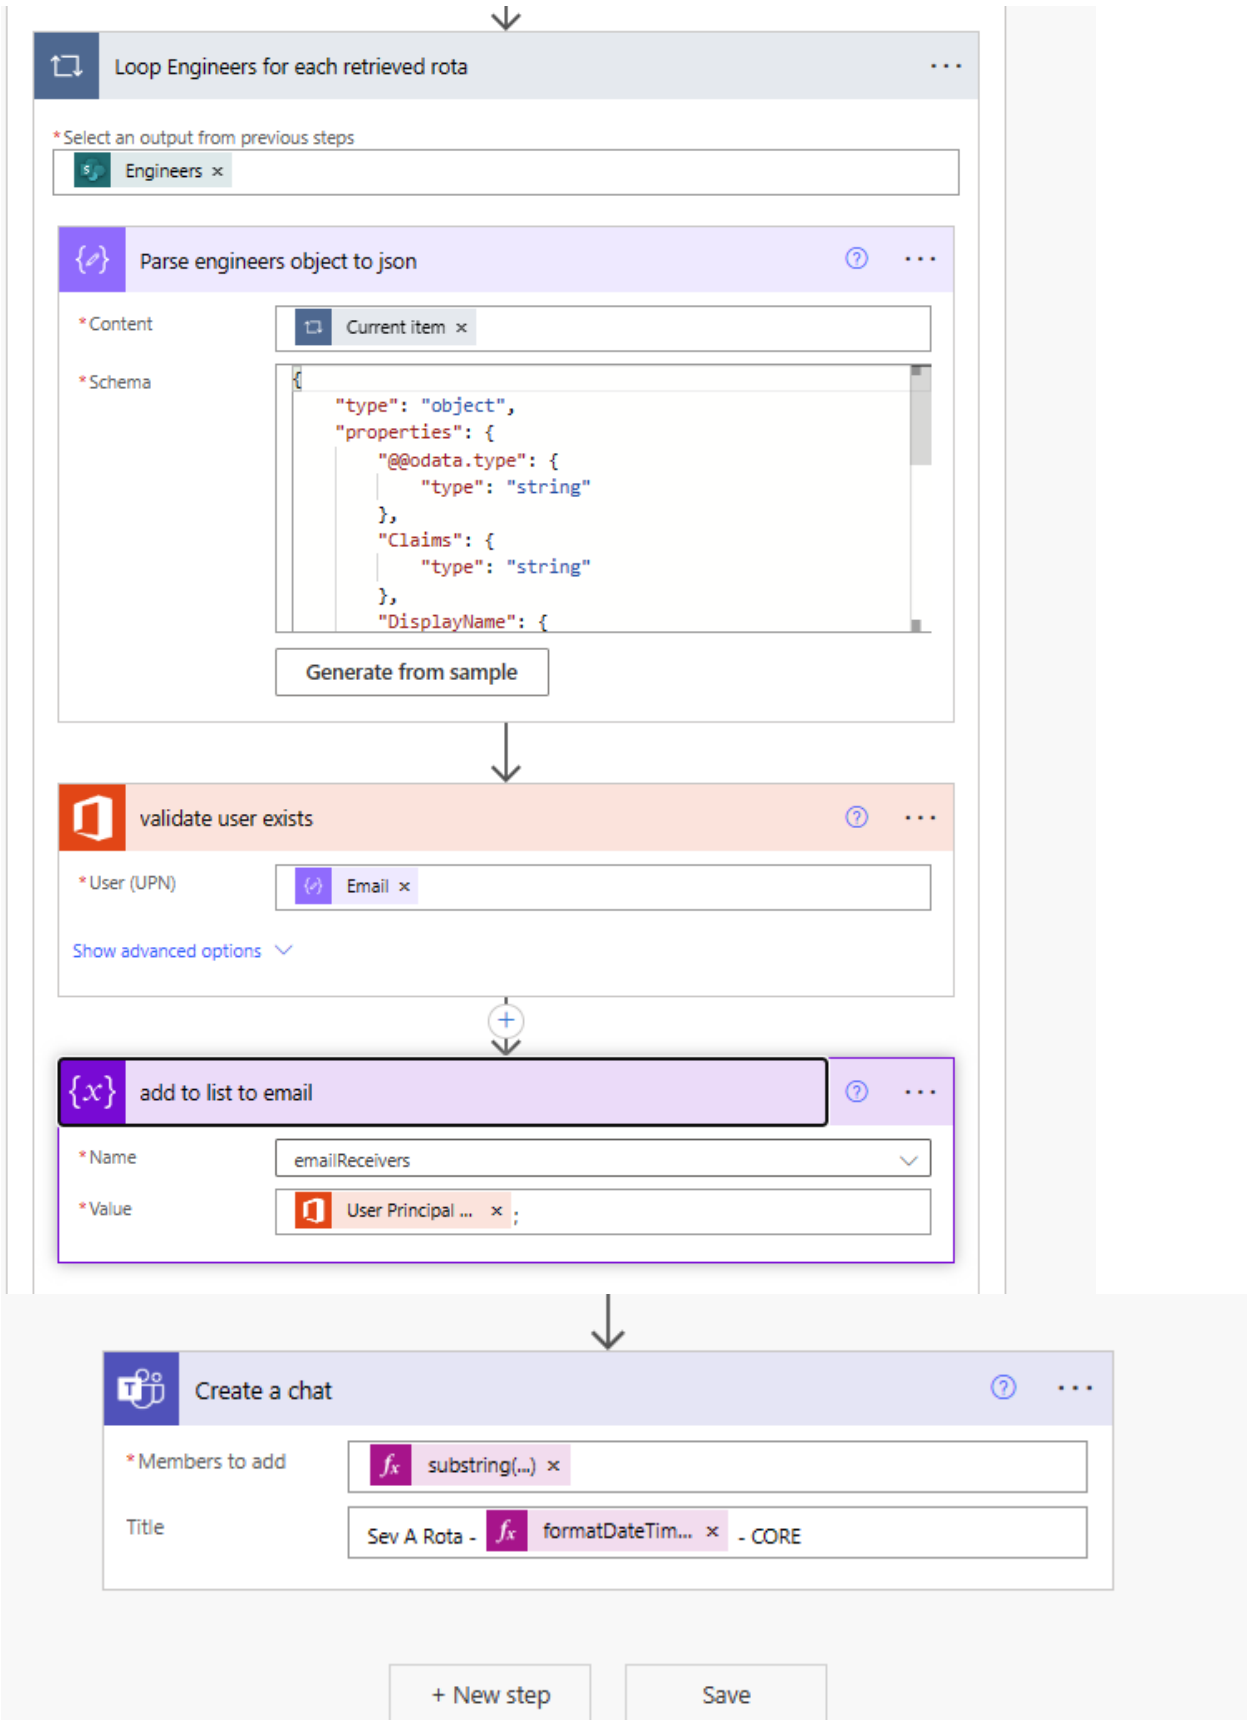 Loop Engineers for each retrieved rota
* Select an output from previous steps
Engineers ×
Parse engineers object to json
* Content
Current item ×
* Schema
{
"type": "object",
"properties": {
"@@odata.type": {
"type": "string"
},
"Claims": {
"type": "string"
},
"DisplayName": {
Generate from sample
validate user exists
* User (UPN)
Email ×
Show advanced options
{x} add to list to email
* Name
emailReceivers
* Value
User Principal ... × ;
Create a chat
* Members to add
fx substring(...) ×
Title
Sev A Rota - fx formatDateTim... × - CORE
+ New step
Save